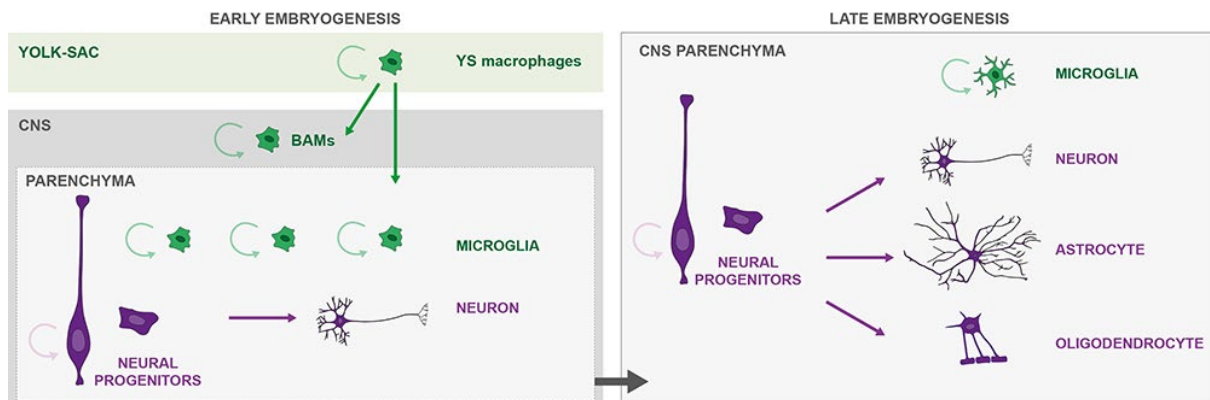 EARLY EMBRYOGENESIS
YOLK-SAC
YS macrophages
CNS
BAMs
PARENCHYMA
MICROGLIA
NEURON
NEURAL
PROGENITORS
LATE EMBRYOGENESIS
CNS PARENCHYMA
MICROGLIA
NEURON
ASTROCYTE
NEURAL
PROGENITORS
OLIGODENDROCYTE